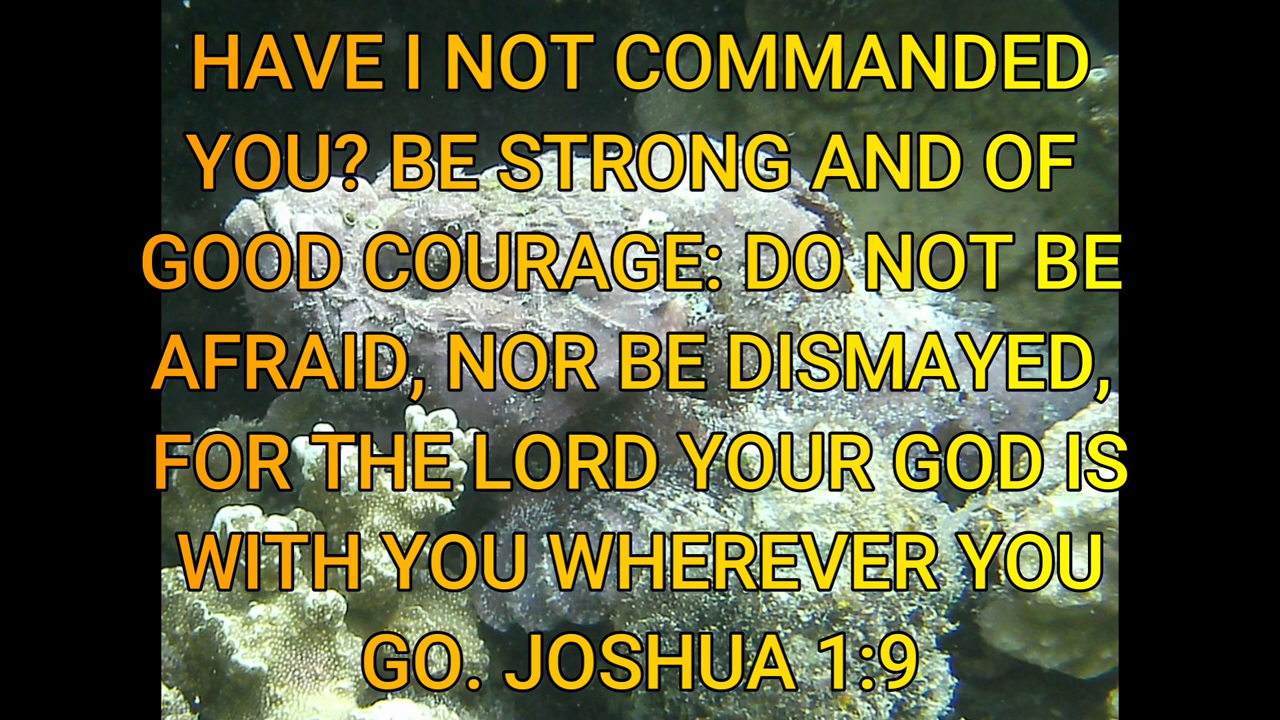 HAVE I NOT COMMANDED
YOU? BE STRONG AND OF
GOOD COURAGE: DO NOT BE
AFRAID, NOR BE DISMAYED,
FOR THE LORD YOUR GOD IS
WITH YOU WHEREVER YOU
GO. JOSHUA 1:9